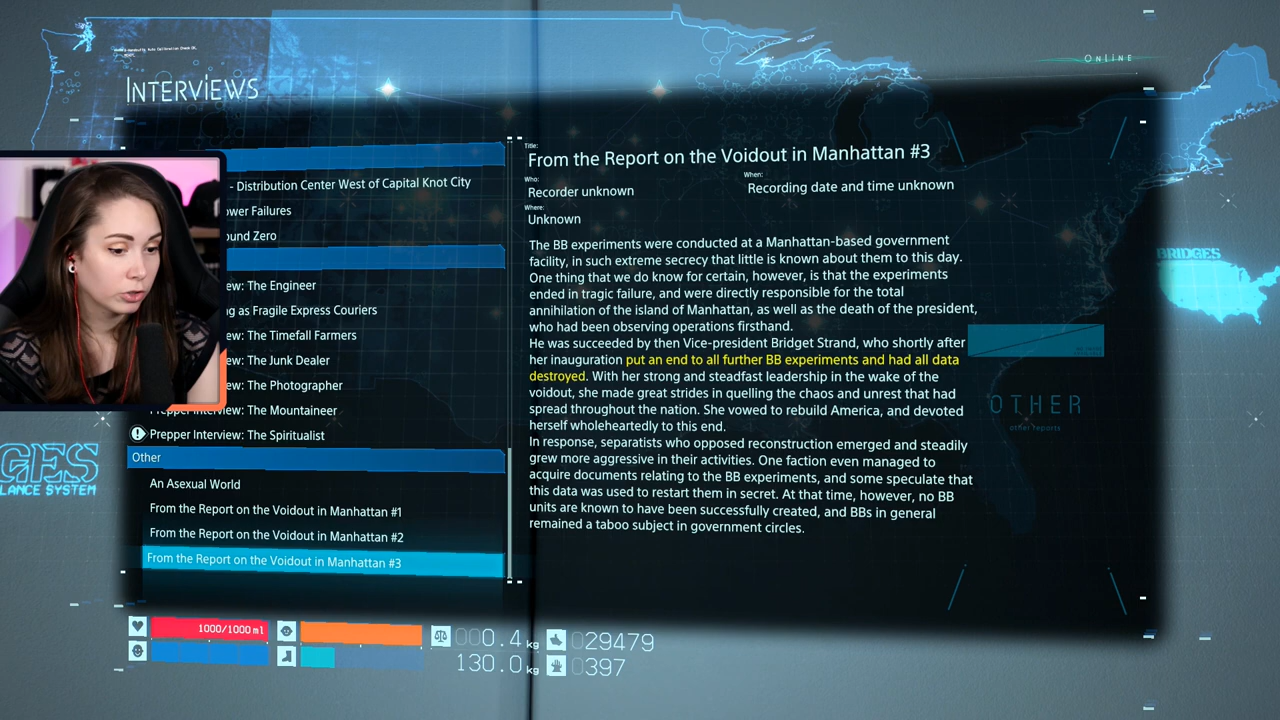 Online
Interviews
- Distribution Center West of Capital Knot City
ower Failures
ound Zero
ew: The Engineer
g as Fragile Express Couriers
ew: The Timefall Farmers
ew: The Junk Dealer
ew: The Photographer
Prepper Interview: The Mountaineer
Prepper Interview: The Spiritualist
Other
An Asexual World
From the Report on the Voidout in Manhattan #1
From the Report on the Voidout in Manhattan #2
From the Report on the Voidout in Manhattan #3
Title:
From the Report on the Voidout in Manhattan #3
Who:
Recorder unknown
When:
Recording date and time unknown
Where:
Unknown
The BB experiments were conducted at a Manhattan-based government
facility, in such extreme secrecy that little is known about them to this day.
One thing that we do know for certain, however, is that the experiments
ended in tragic failure, and were directly responsible for the total
annihilation of the island of Manhattan, as well as the death of the president,
who had been observing operations firsthand.
He was succeeded by then Vice-president Bridget Strand, who shortly after
her inauguration put an end to all further BB experiments and had all data
destroyed. With her strong and steadfast leadership in the wake of the
voidout, she made great strides in quelling the chaos and unrest that had
spread throughout the nation. She vowed to rebuild America, and devoted
herself wholeheartedly to this end.
In response, separatists who opposed reconstruction emerged and steadily
grew more aggressive in their activities. One faction even managed to
acquire documents relating to the BB experiments, and some speculate that
this data was used to restart them in secret. At that time, however, no BB
units are known to have been successfully created, and BBs in general
remained a taboo subject in government circles.
BRIDGES
OTHER
other reports
GES
LANCE SYSTEM
1000/1000 ml
000.4 kg
130.0 kg
029479
0397